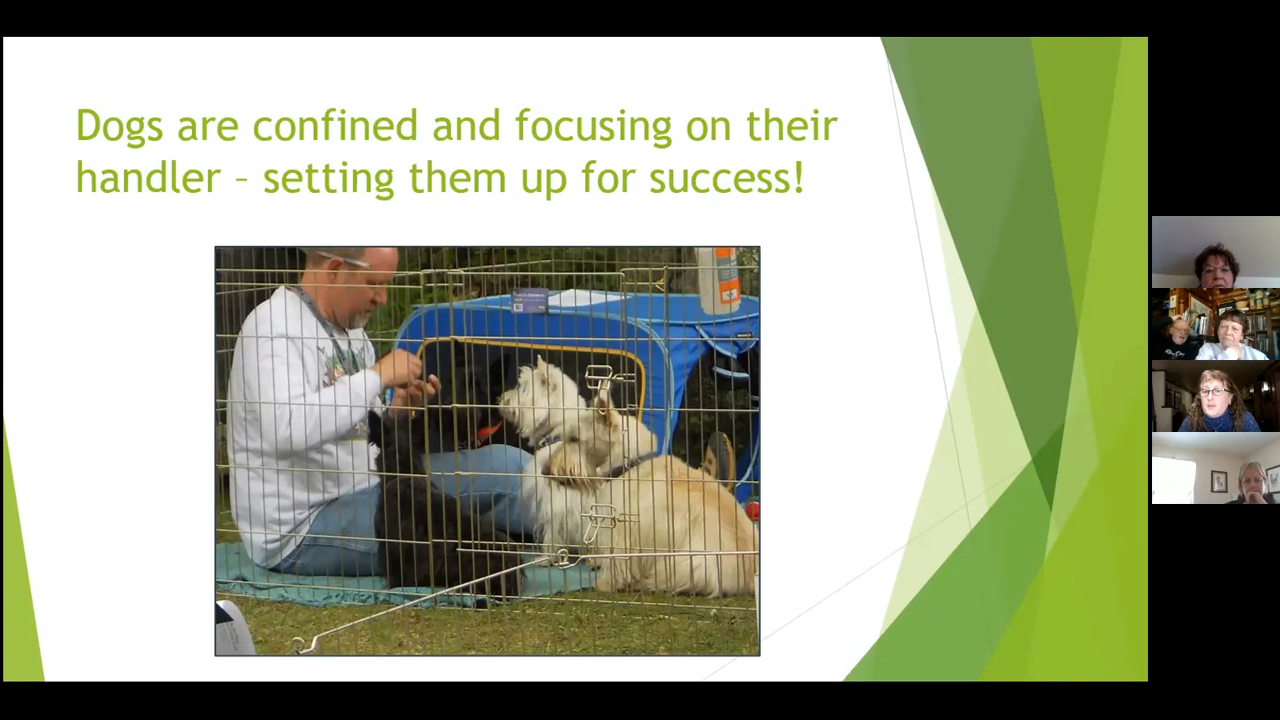 Dogs are confined and focusing on their
handler – setting them up for success!